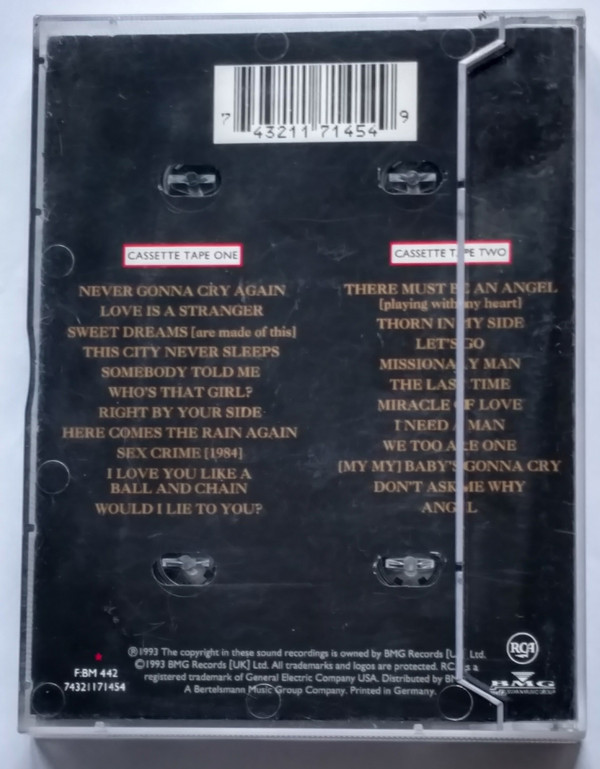 7 43211 71454 9
CASSETTE TAPE ONE
NEVER GONNA CRY AGAIN
LOVE IS A STRANGER
SWEET DREAMS [are made of this]
THIS CITY NEVER SLEEPS
SOMEBODY TOLD ME
WHO'S THAT GIRL?
RIGHT BY YOUR SIDE
HERE COMES THE RAIN AGAIN
SEX CRIME [1984]
I LOVE YOU LIKE A
BALL AND CHAIN
WOULD I LIE TO YOU?
CASSETTE TAPE TWO
THERE MUST BE AN ANGEL
[playing with my heart]
THORN IN MY SIDE
LET'S GO
MISSIONARY MAN
THE LAST TIME
MIRACLE OF LOVE
I NEED A MAN
WE TOO ARE ONE
[MY MY] BABY'S GONNA CRY
DON'T ASK ME WHY
ANGEL
F:BM 442
74321171454
℗1993 The copyright in these sound recordings is owned by BMG Records [UK] Ltd.
©1993 BMG Records [UK] Ltd. All trademarks and logos are protected. RCA is a
registered trademark of General Electric Company USA. Distributed by BMG
A Bertelsmann Music Group Company. Printed in Germany.
RCA
BMG